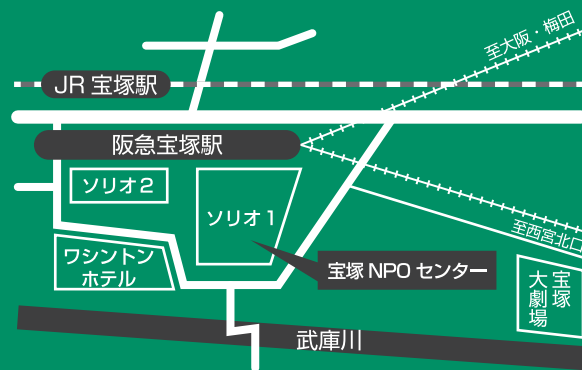 至大阪・梅田
JR 宝塚駅
阪急宝塚駅
ソリオ2
ソリオ1
至西宮北口
ワシントン
ホテル
宝塚 NPO センター
宝塚
大劇場
武庫川